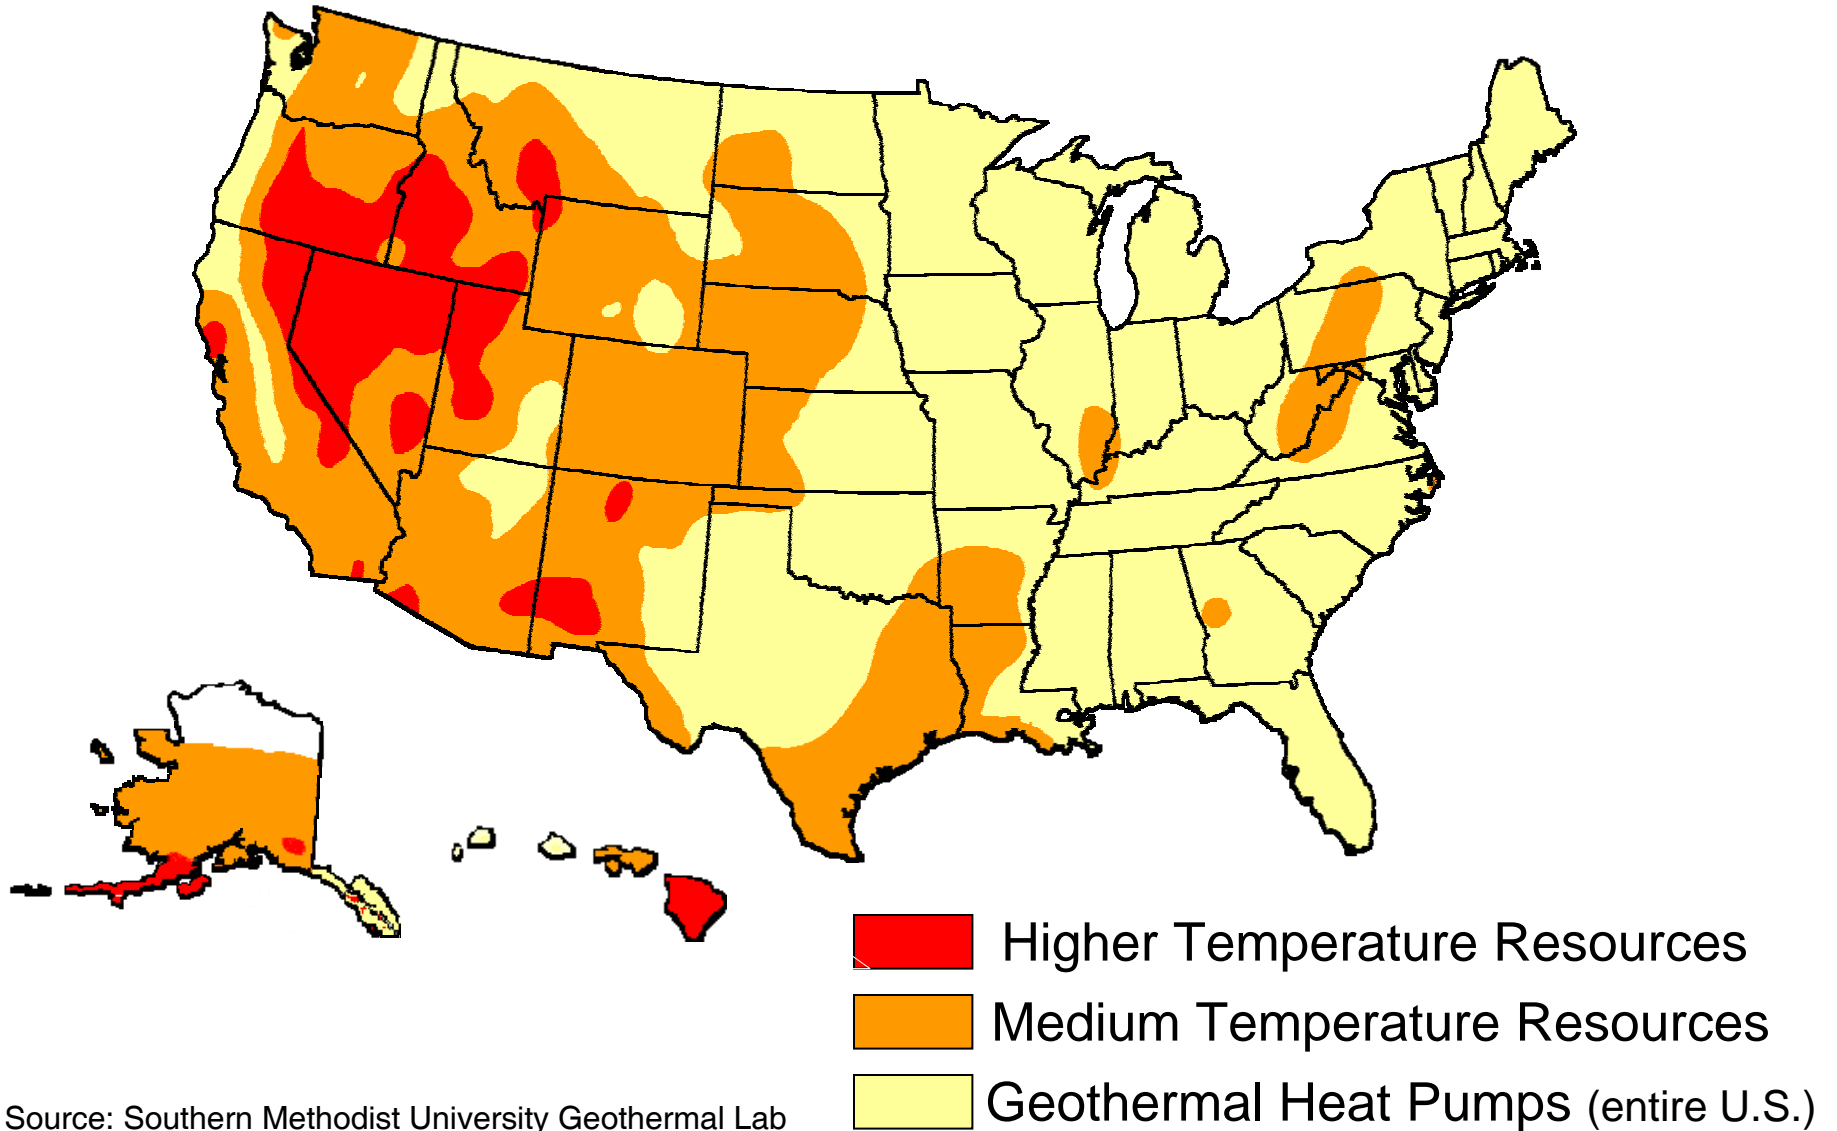 Higher Temperature Resources
Medium Temperature Resources
Geothermal Heat Pumps (entire U.S.)
Source: Southern Methodist University Geothermal Lab